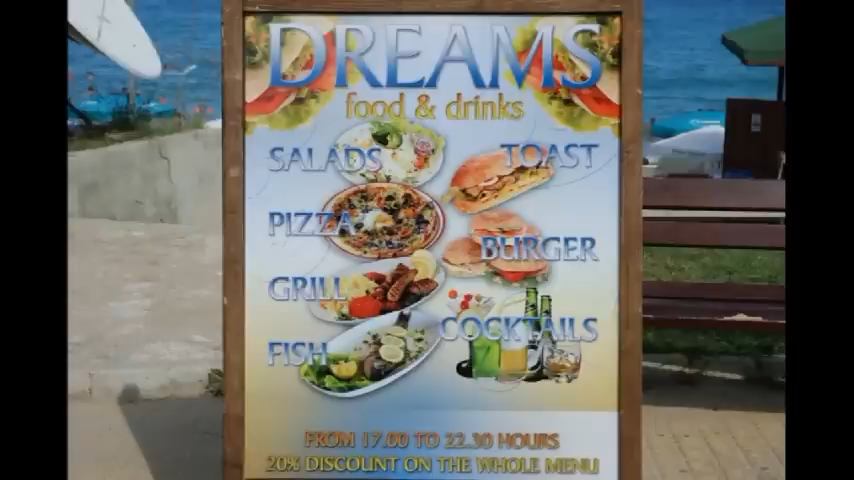 DREAMS
food & drinks
SALADS
TOAST
PIZZA
BURGER
GRILL
COCKTAILS
FISH
FROM 17.00 TO 22.30 HOURS
20% DISCOUNT ON THE WHOLE MENU